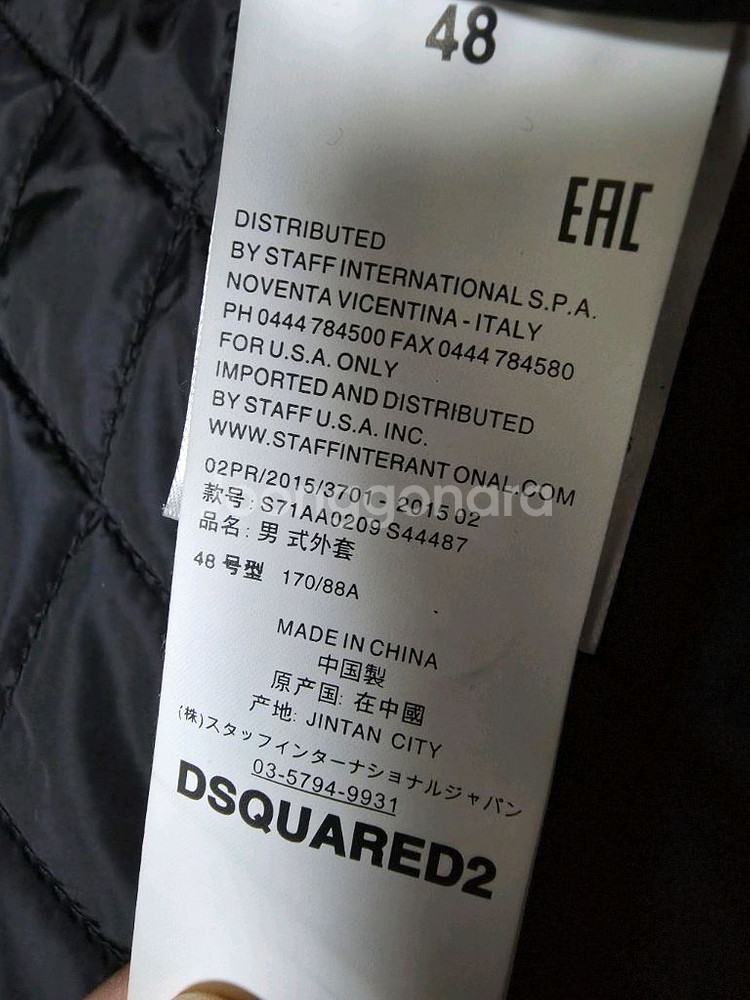 48
EAC
DISTRIBUTED
BY STAFF INTERNATIONAL S.P.A.
NOVENTA VICENTINA - ITALY
PH 0444 784500 FAX 0444 784580
FOR U.S.A. ONLY
IMPORTED AND DISTRIBUTED
BY STAFF U.S.A. INC.
WWW.STAFFINTERANT ONAL.COM
02PR/2015/3701 - 2015 02
款号: S71AA0209 S44487
品名: 男 式外套
48 号型 170/88A
MADE IN CHINA
中国製
原产国: 在中國
产地: JINTAN CITY
(株)スタッフインターナショナルジャパン
03-5794-9931
DSQUARED2